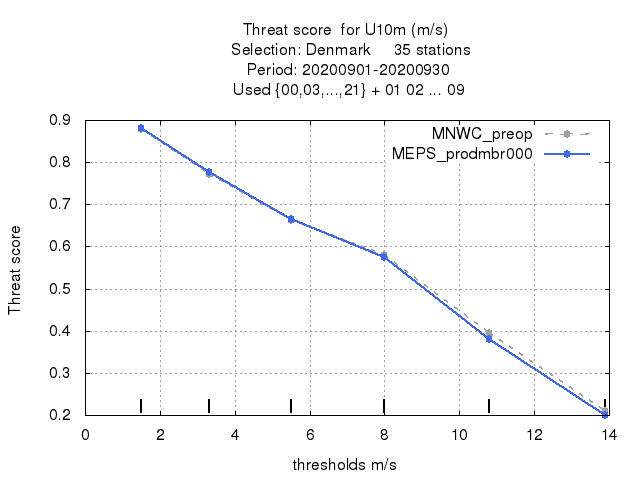 Threat score  for U10m (m/s)
Selection: Denmark     35 stations
Period: 20200901-20200930
Used {00,03,...,21} + 01 02 ... 09
MNWC_preop
MEPS_prodmbr000
Threat score
0.9
0.8
0.7
0.6
0.5
0.4
0.3
0.2
0 2 4 6 8 10 12 14
thresholds m/s